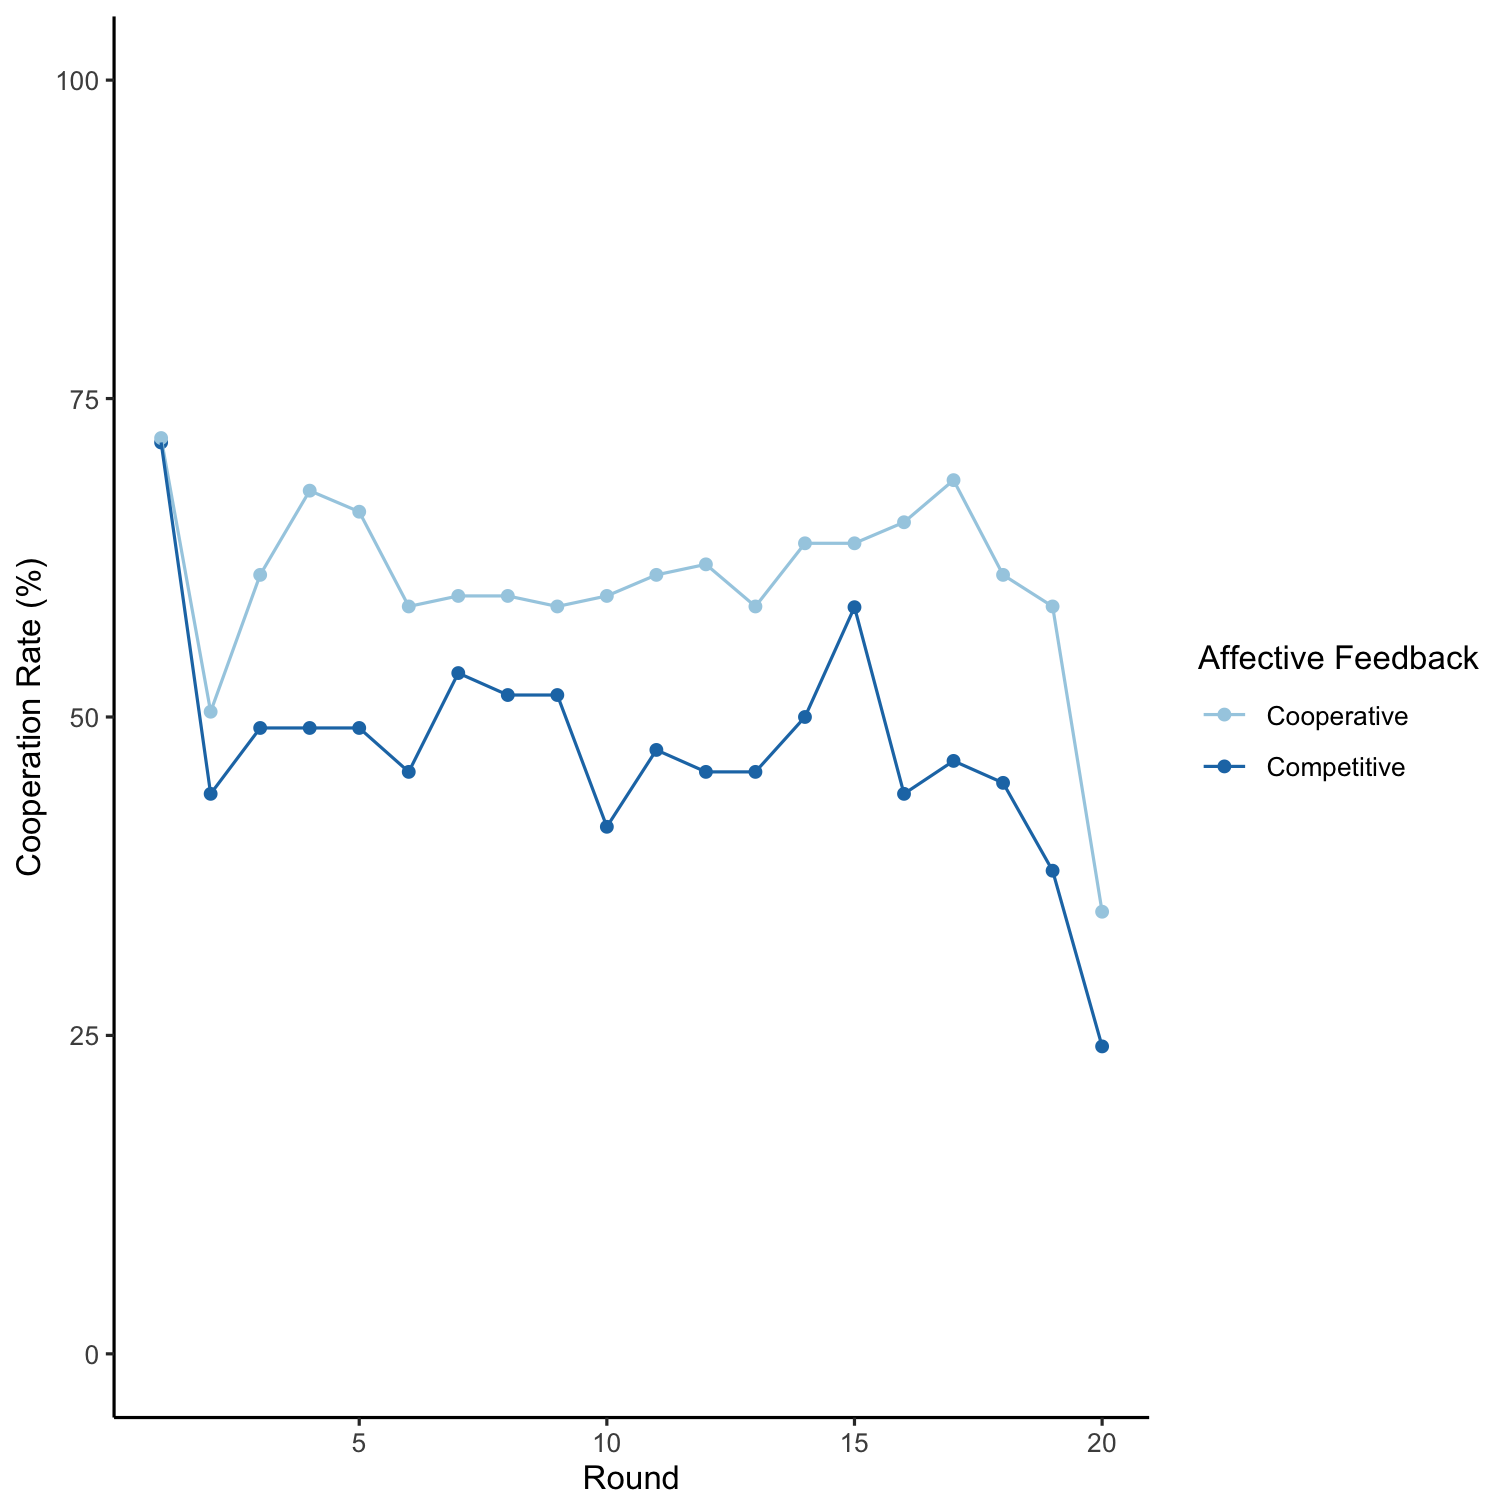 100
75
50
25
0
Cooperation Rate (%)
5 10 15 20
Round
Affective Feedback
Cooperative
Competitive